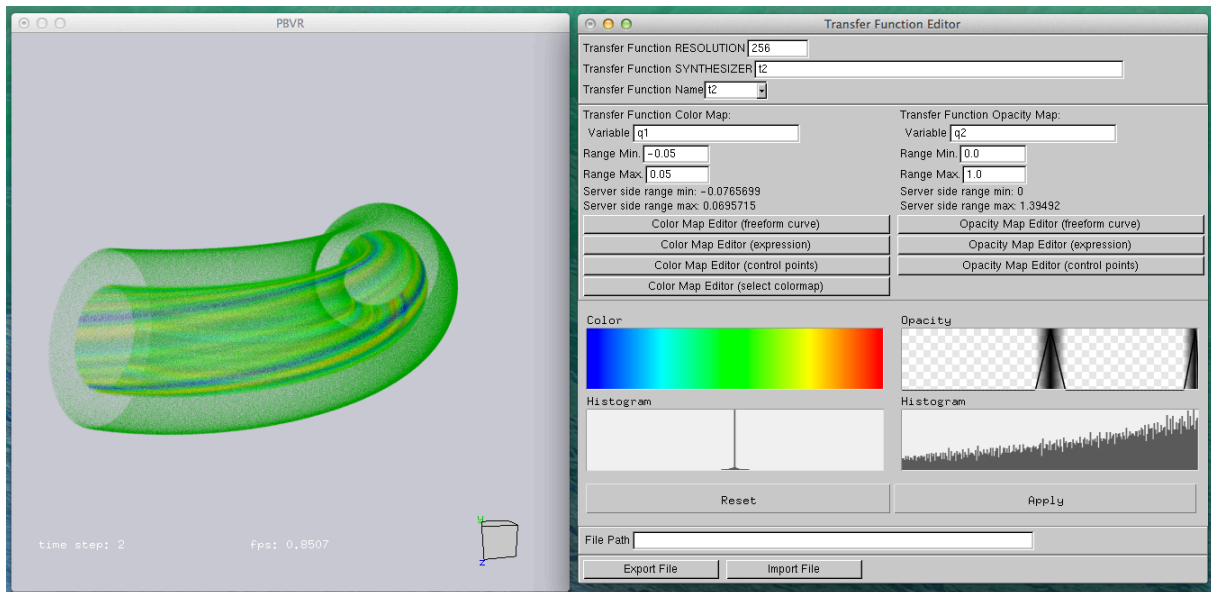 PBVR
time step: 2
fps: 0.8507
y
z
Transfer Function Editor
Transfer Function RESOLUTION 256
Transfer Function SYNTHESIZER t2
Transfer Function Name t2
Transfer Function Color Map:
Variable q1
Range Min. -0.05
Range Max. 0.05
Server side range min: -0.0765699
Server side range max: 0.0695715
Color Map Editor (freeform curve)
Color Map Editor (expression)
Color Map Editor (control points)
Color Map Editor (select colormap)
Transfer Function Opacity Map:
Variable q2
Range Min. 0.0
Range Max. 1.0
Server side range min: 0
Server side range max: 1.39492
Opacity Map Editor (freeform curve)
Opacity Map Editor (expression)
Opacity Map Editor (control points)
Color
Opacity
Histogram
Histogram
Reset
Apply
File Path
Export File
Import File